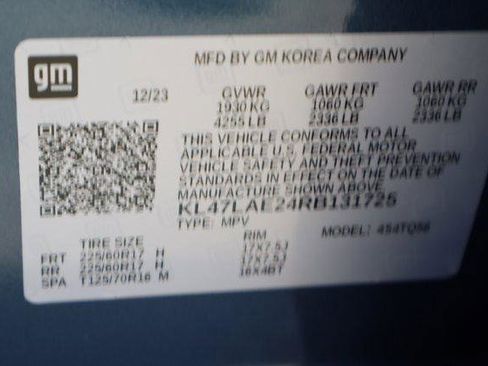 gm
MFD BY GM KOREA COMPANY
12/23 GVWR GAWR FRT GAWR RR
1930 KG 1060 KG 1060 KG
4255 LB 2336 LB 2336 LB
THIS VEHICLE CONFORMS TO ALL
APPLICABLE U.S. FEDERAL MOTOR
VEHICLE SAFETY AND THEFT PREVENTION
STANDARDS IN EFFECT ON THE DATE OF
MANUFACTURE SHOWN ABOVE.
KL47LAE24RB131725
TYPE: MPV MODEL: 4S4TQ56
TIRE SIZE RIM
FRT 225/60R17 H 17X7.5J
RR 225/60R17 H 17X7.5J
SPA T125/70R16 M 16X4BT